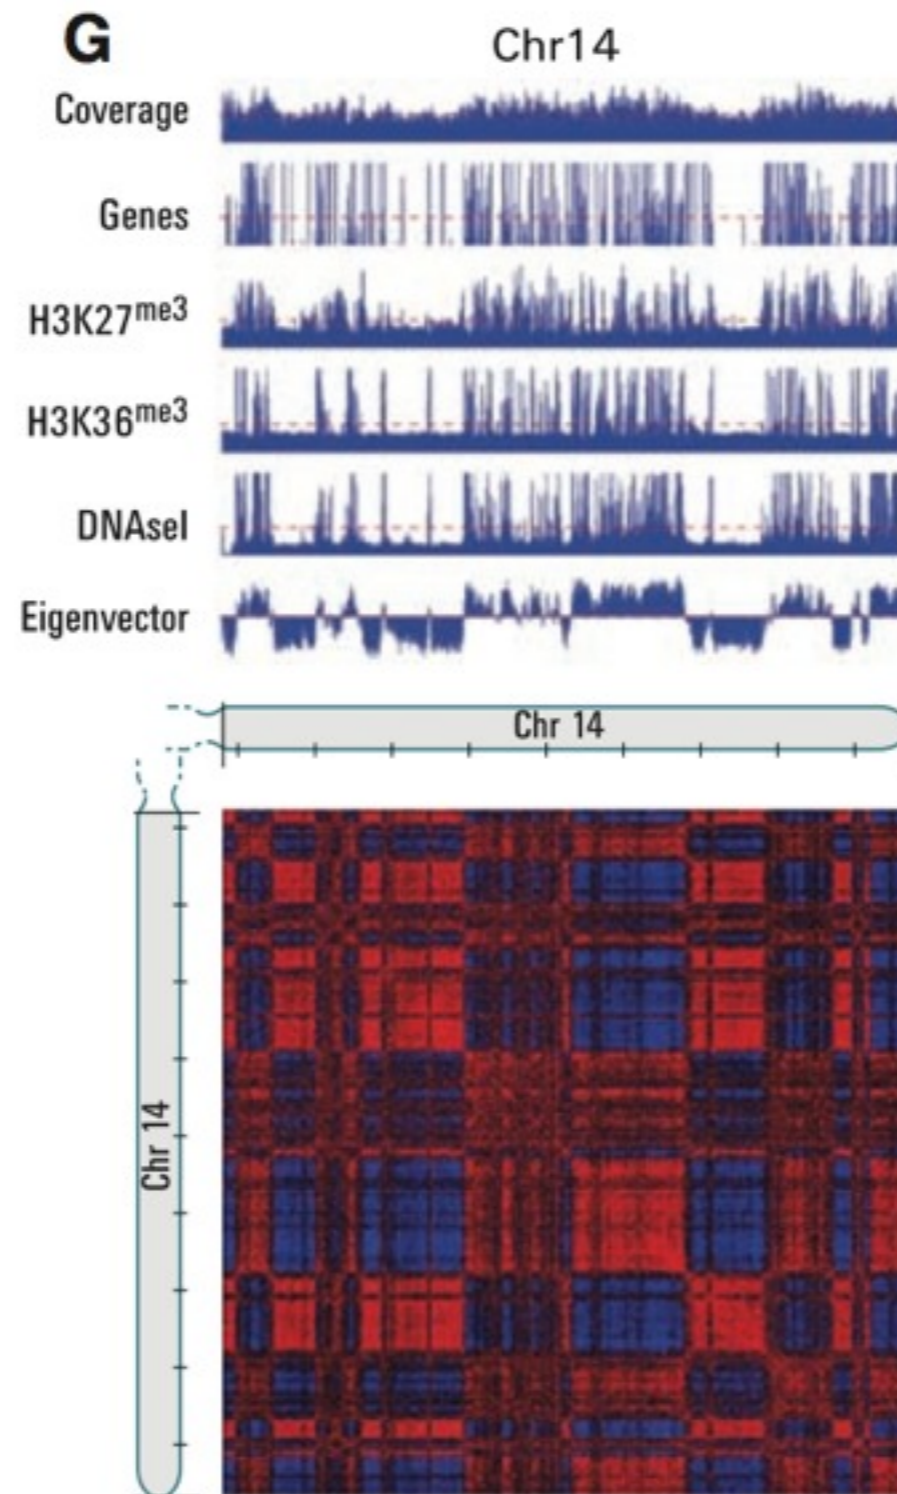 G
Chr14
Coverage
Genes
H3K27me3
H3K36me3
DNAseI
Eigenvector
Chr 14
Chr 14